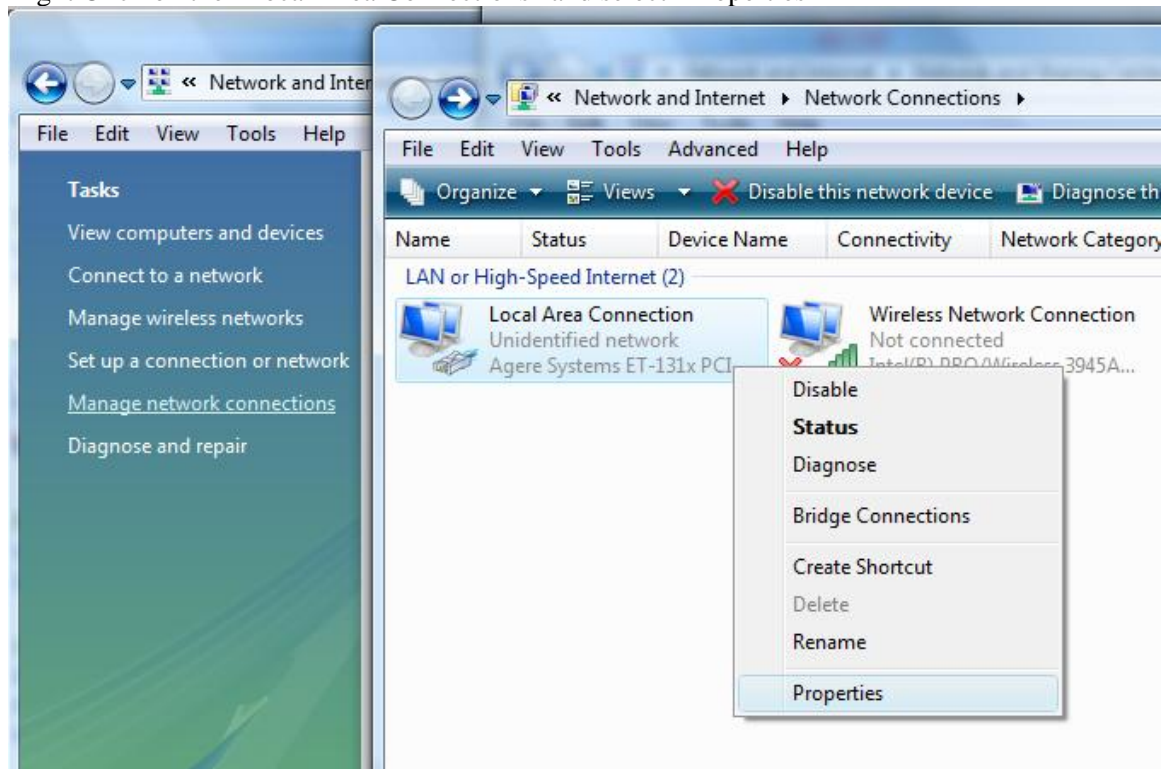 « Network and Inter
File Edit View Tools Help
Tasks
View computers and devices
Connect to a network
Manage wireless networks
Set up a connection or network
Manage network connections
Diagnose and repair
« Network and Internet ▸ Network Connections ▸
File Edit View Tools Advanced Help
Organize Views Disable this network device Diagnose th
Name Status Device Name Connectivity Network Category
LAN or High-Speed Internet (2)
Local Area Connection
Unidentified network
Agere Systems ET-131x PCI
Wireless Network Connection
Not connected
Intel(R) PRO/Wireless 3945A...
Disable
Status
Diagnose
Bridge Connections
Create Shortcut
Delete
Rename
Properties